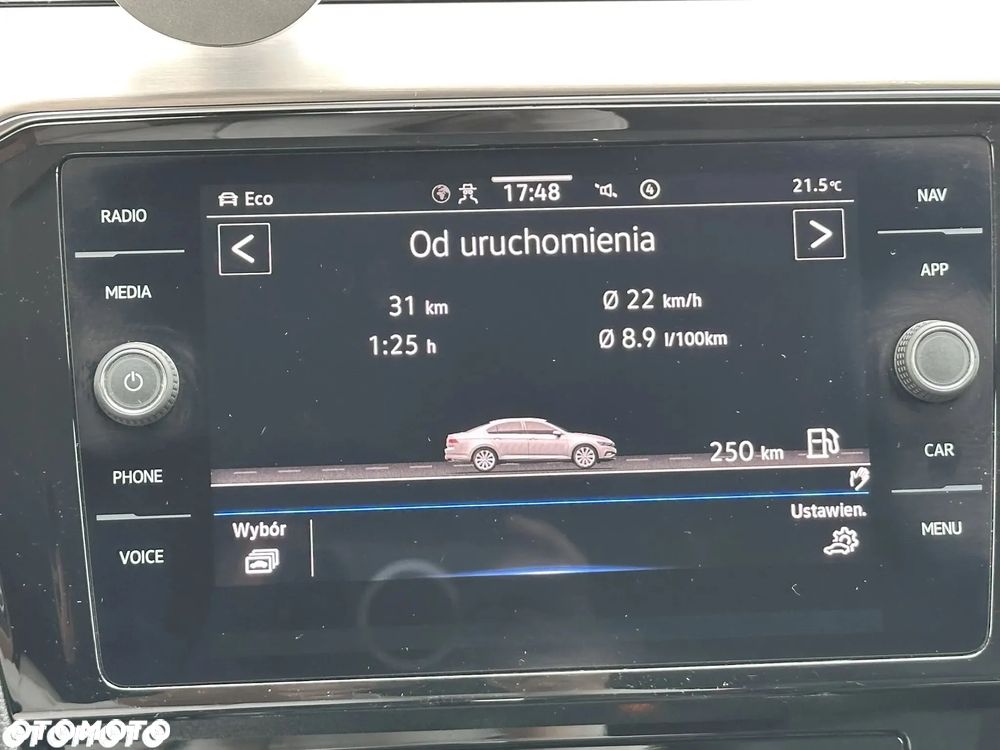 Eco 17:48 4 21.5°C
RADIO
NAV
< Od uruchomienia >
APP
MEDIA
31 km Ø 22 km/h
1:25 h Ø 8.9 l/100km
250 km
CAR
PHONE
Wybór Ustawien.
MENU
VOICE
OTOMOTO